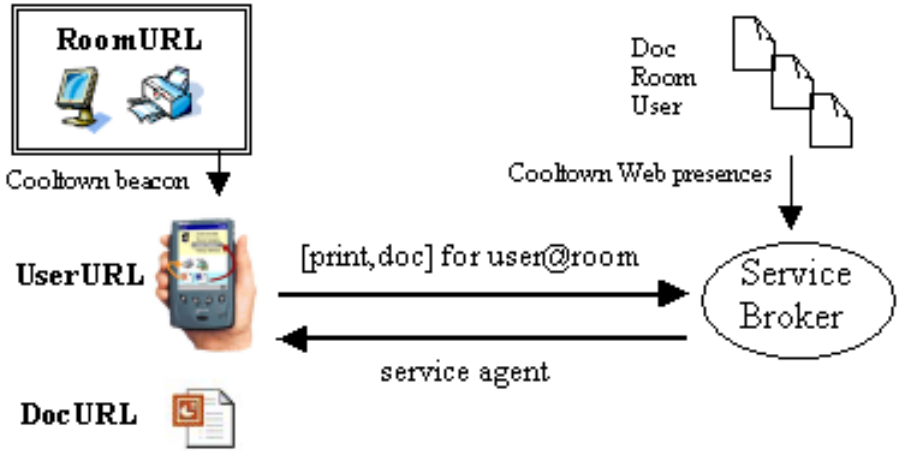 RoomURL
Doc
Room
User
Cooltown beacon
Cooltown Web presences
UserURL
[print,doc] for user@room
Service
Broker
service agent
DocURL